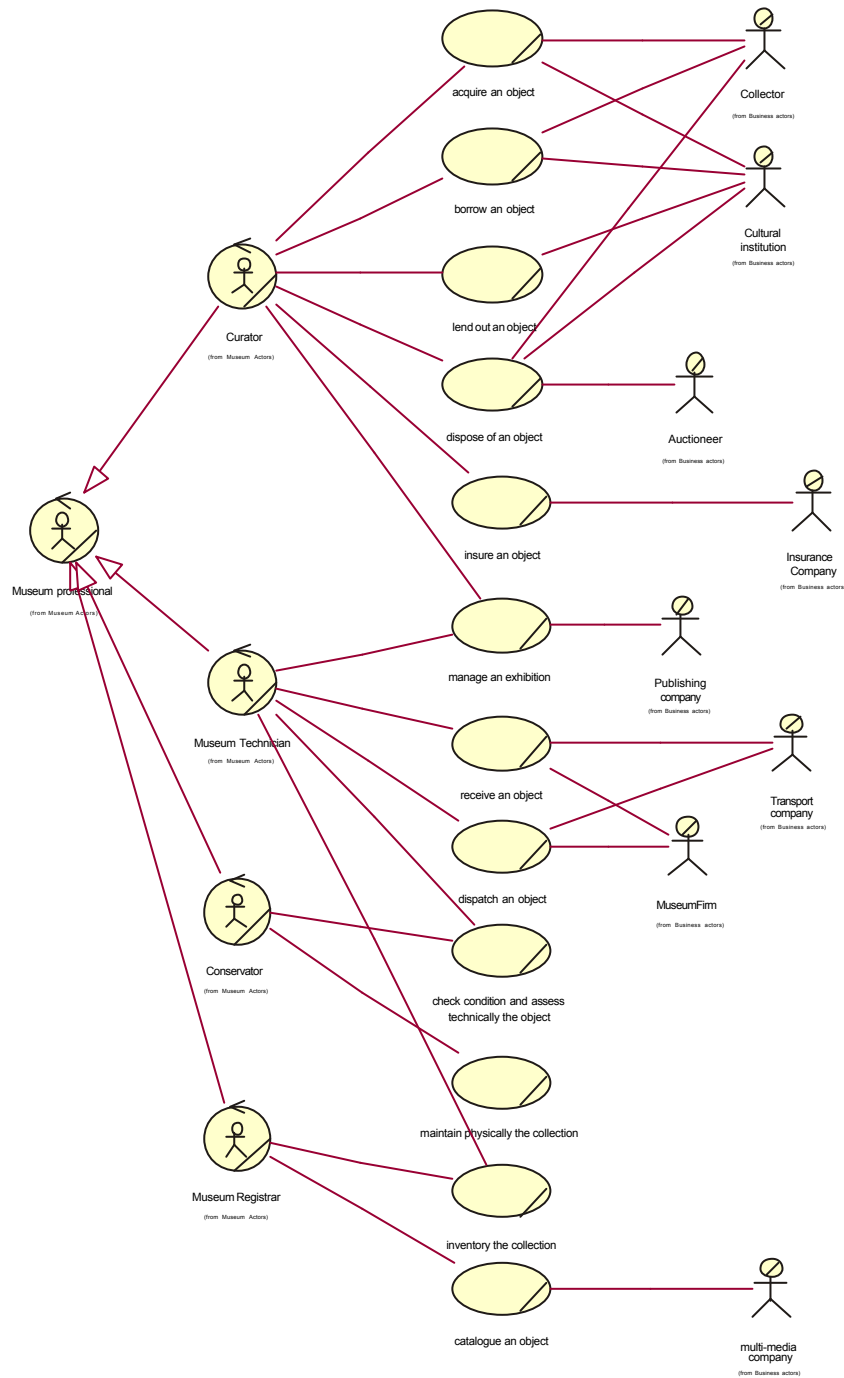 acquire an object
Collector
(from Business actors)
borrow an object
Cultural
institution
(from Business actors)
lend out an object
Curator
(from Museum Actors)
dispose of an object
Auctioneer
(from Business actors)
insure an object
Insurance
Company
(from Business actors
Museum professional
(from Museum Actors)
manage an exhibition
Publishing
company
(from Business actors)
Museum Technician
(from Museum Actors)
receive an object
Transport
company
(from Business actors)
dispatch an object
MuseumFirm
(from Business actors)
Conservator
(from Museum Actors)
check condition and assess
technically the object
maintain physically the collection
Museum Registrar
(from Museum Actors)
inventory the collection
catalogue an object
multi-media
company
(from Business actors)